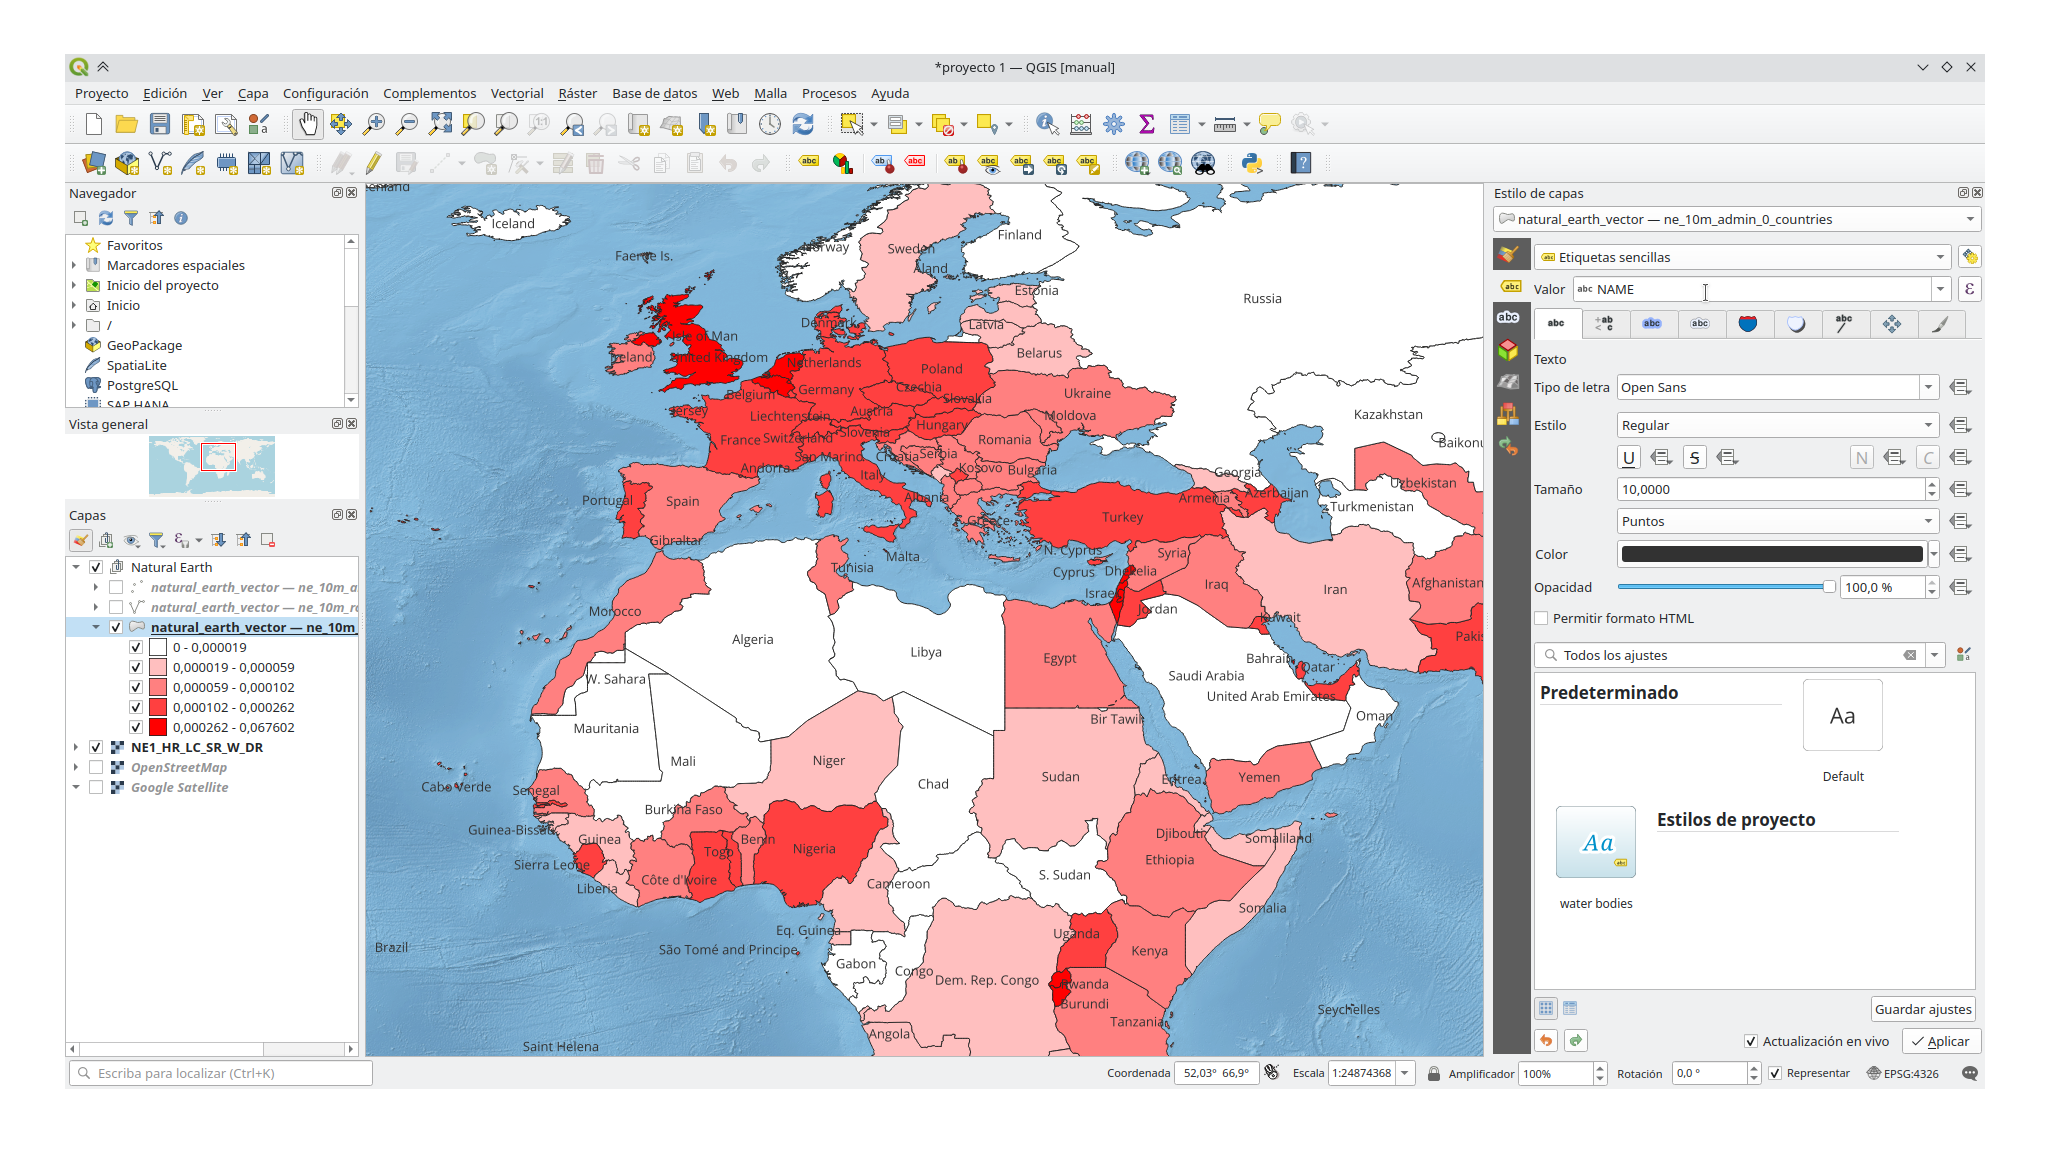 *proyecto 1 — QGIS [manual]
Proyecto Edición Ver Capa Configuración Complementos Vectorial Ráster Base de datos Web Malla Procesos Ayuda
Navegador
Favoritos
Marcadores espaciales
Inicio del proyecto
Inicio
/
GeoPackage
SpatiaLite
PostgreSQL
SAP HANA
Vista general
Capas
Natural Earth
natural_earth_vector — ne_10m_a
natural_earth_vector — ne_10m_r
natural_earth_vector — ne_10m_
0 - 0,000019
0,000019 - 0,000059
0,000059 - 0,000102
0,000102 - 0,000262
0,000262 - 0,067602
NE1_HR_LC_SR_W_DR
OpenStreetMap
Google Satellite
Iceland
Norway
Finland
Sweden
Faeroe Is.
Åland
Estonia
Russia
Denmark
Latvia
Isle of Man
Ireland
United Kingdom
Netherlands
Belarus
Poland
Germany
Czechia
Belgium
Slovakia
Ukraine
Jersey
Liechtenstein
Austria
Moldova
Kazakhstan
France
Switzerland
Slovenia
Hungary
Romania
Baikonu
San Marino
Croatia
Serbia
Andorra
Italy
Kosovo
Bulgaria
Georgia
Uzbekistan
Portugal
Spain
Albania
Armenia
Azerbaijan
Turkmenistan
Greece
Turkey
Gibraltar
Malta
N. Cyprus
Syria
Tunisia
Cyprus
Dhekelia
Afghanistan
Israel
Iraq
Iran
Morocco
Jordan
Kuwait
Algeria
Libya
Egypt
Pakis
Bahrain
Qatar
W. Sahara
Saudi Arabia
United Arab Emirates
Mauritania
Bir Tawil
Oman
Mali
Niger
Sudan
Chad
Eritrea
Yemen
Cabo Verde
Senegal
Burkina Faso
Guinea-Bissau
Guinea
Benin
Togo
Nigeria
Djibouti
Somaliland
Sierra Leone
Ethiopia
Liberia
Côte d'Ivoire
Cameroon
S. Sudan
Somalia
Eq. Guinea
Uganda
Brazil
São Tomé and Principe
Kenya
Gabon
Congo
Dem. Rep. Congo
Rwanda
Burundi
Seychelles
Tanzania
Angola
Saint Helena
Estilo de capas
natural_earth_vector — ne_10m_admin_0_countries
Etiquetas sencillas
Valor abc NAME
Texto
Tipo de letra Open Sans
Estilo Regular
U S N C
Tamaño 10,0000
Puntos
Color
Opacidad 100,0 %
Permitir formato HTML
Todos los ajustes
Predeterminado
Aa
Default
Aa
Estilos de proyecto
water bodies
Guardar ajustes
Actualización en vivo Aplicar
Escriba para localizar (Ctrl+K) Coordenada 52,03° 66,9° Escala 1:24874368 Amplificador 100% Rotación 0,0 ° Representar EPSG:4326